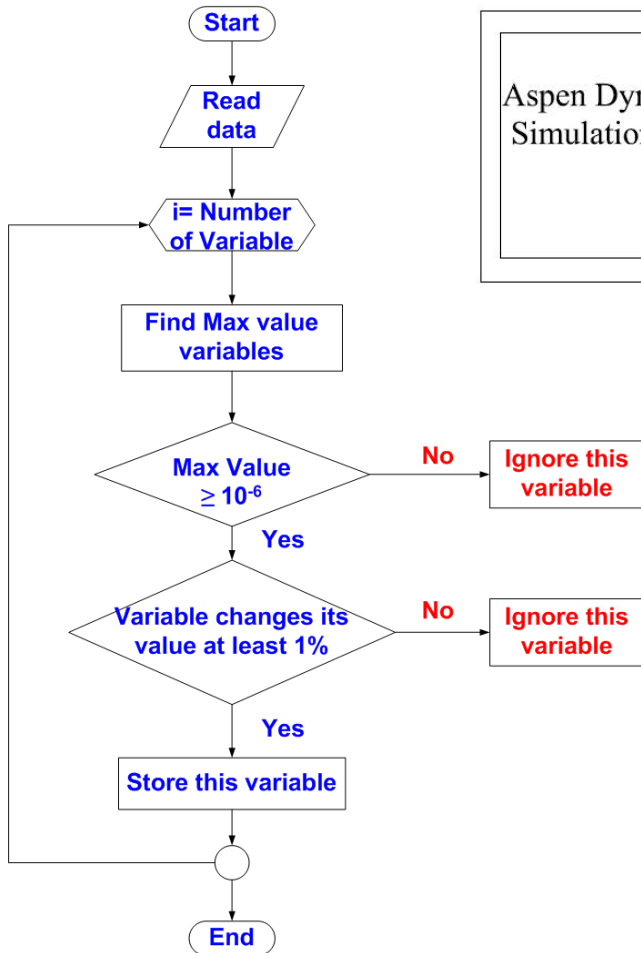 Start
Read
data
i= Number
of Variable
Find Max value
variables
Max Value
≥ 10⁻⁶
No
Ignore this
variable
Yes
Variable changes its
value at least 1%
No
Ignore this
variable
Yes
Store this variable
End
Aspen